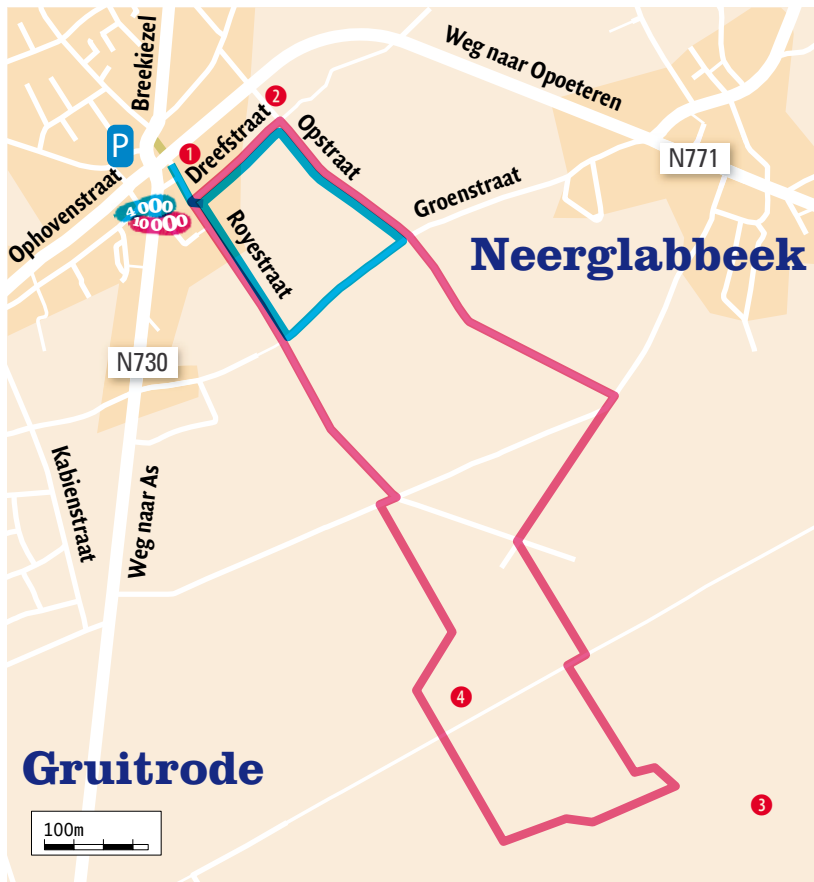 Breekiezel
Weg naar Opoeteren
2
P
1
Dreefstraat
Opstraat
N771
Ophovenstraat
4000
10000
Groenstraat
Royestraat
Neerglabbeek
N730
Kabienstraat
Weg naar As
4
Gruitrode
3
100m